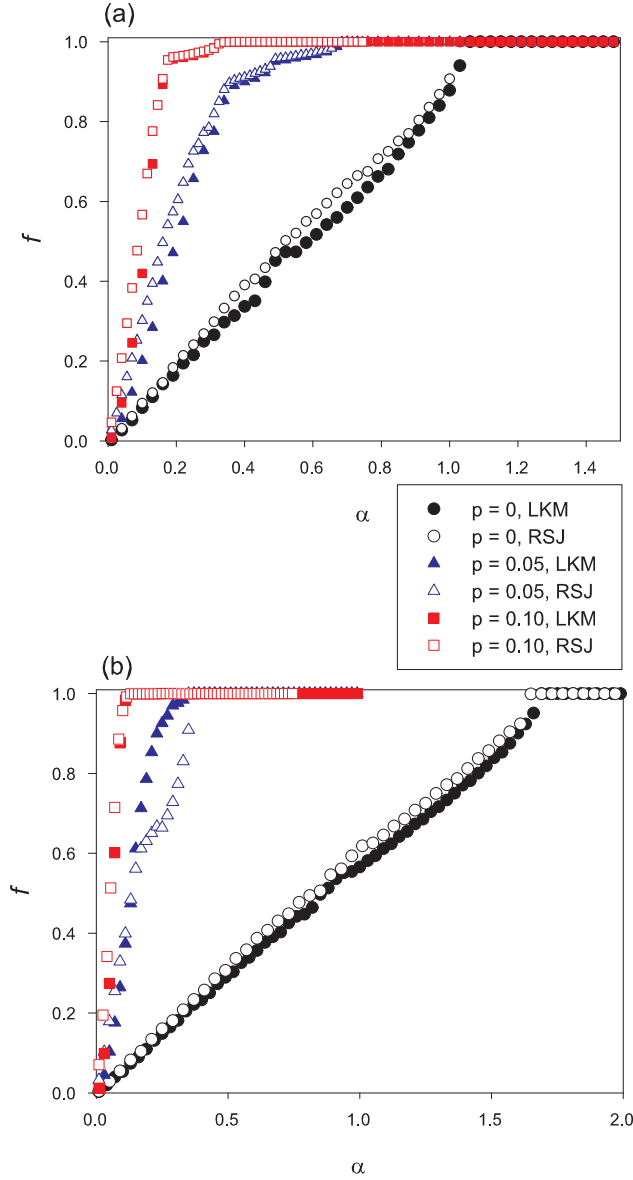 (a)
1.0
0.8
0.6
0.4
0.2
0.0
f
0.0 0.2 0.4 0.6 0.8 1.0 1.2 1.4
α
p = 0, LKM
p = 0, RSJ
p = 0.05, LKM
p = 0.05, RSJ
p = 0.10, LKM
p = 0.10, RSJ
(b)
1.0
0.8
0.6
0.4
0.2
0.0
f
0.0 0.5 1.0 1.5 2.0
α